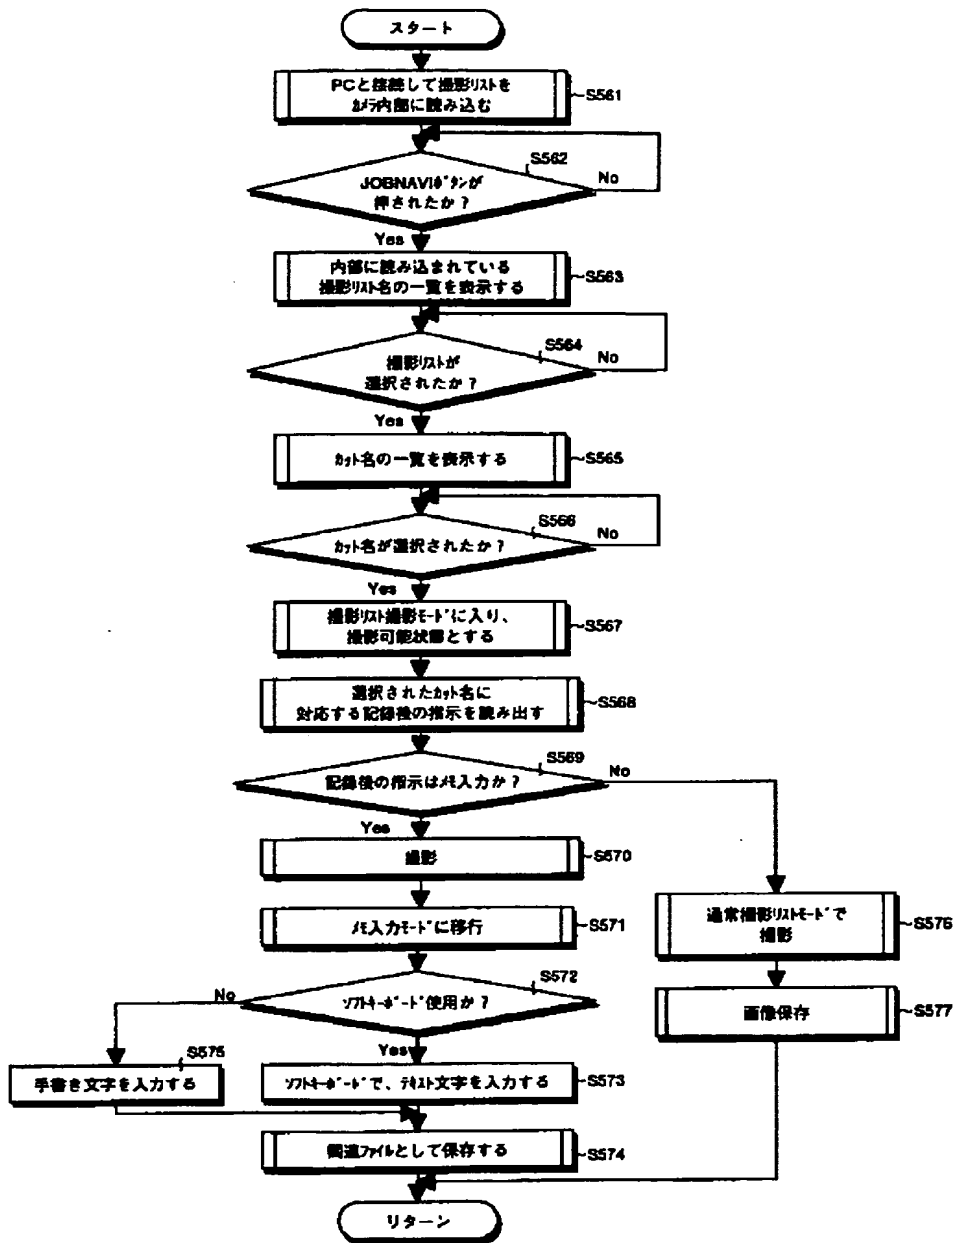 スタート
PCと接続して撮影リストを
カメラ内部に読み込む
S561
S562
JOBNAVIボタンが
押されたか?
No
Yes
内部に読み込まれている
撮影リスト名の一覧を表示する
S563
S564
撮影リストが
選択されたか?
No
Yes
カット名の一覧を表示する
S565
S566
カット名が選択されたか?
No
Yes
撮影リスト撮影モードに入り、
撮影可能状態とする
S567
選択されたカット名に
対応する記録後の指示を読み出す
S568
S569
記録後の指示はメモ入力か?
No
Yes
撮影
S570
メモ入力モードに移行
S571
通常撮影リストモードで
撮影
S576
S572
ソフトキーボード使用か?
No
Yes
画像保存
S577
S575
手書き文字を入力する
ソフトキーボードで、テキスト文字を入力する
S573
関連ファイルとして保存する
S574
リターン